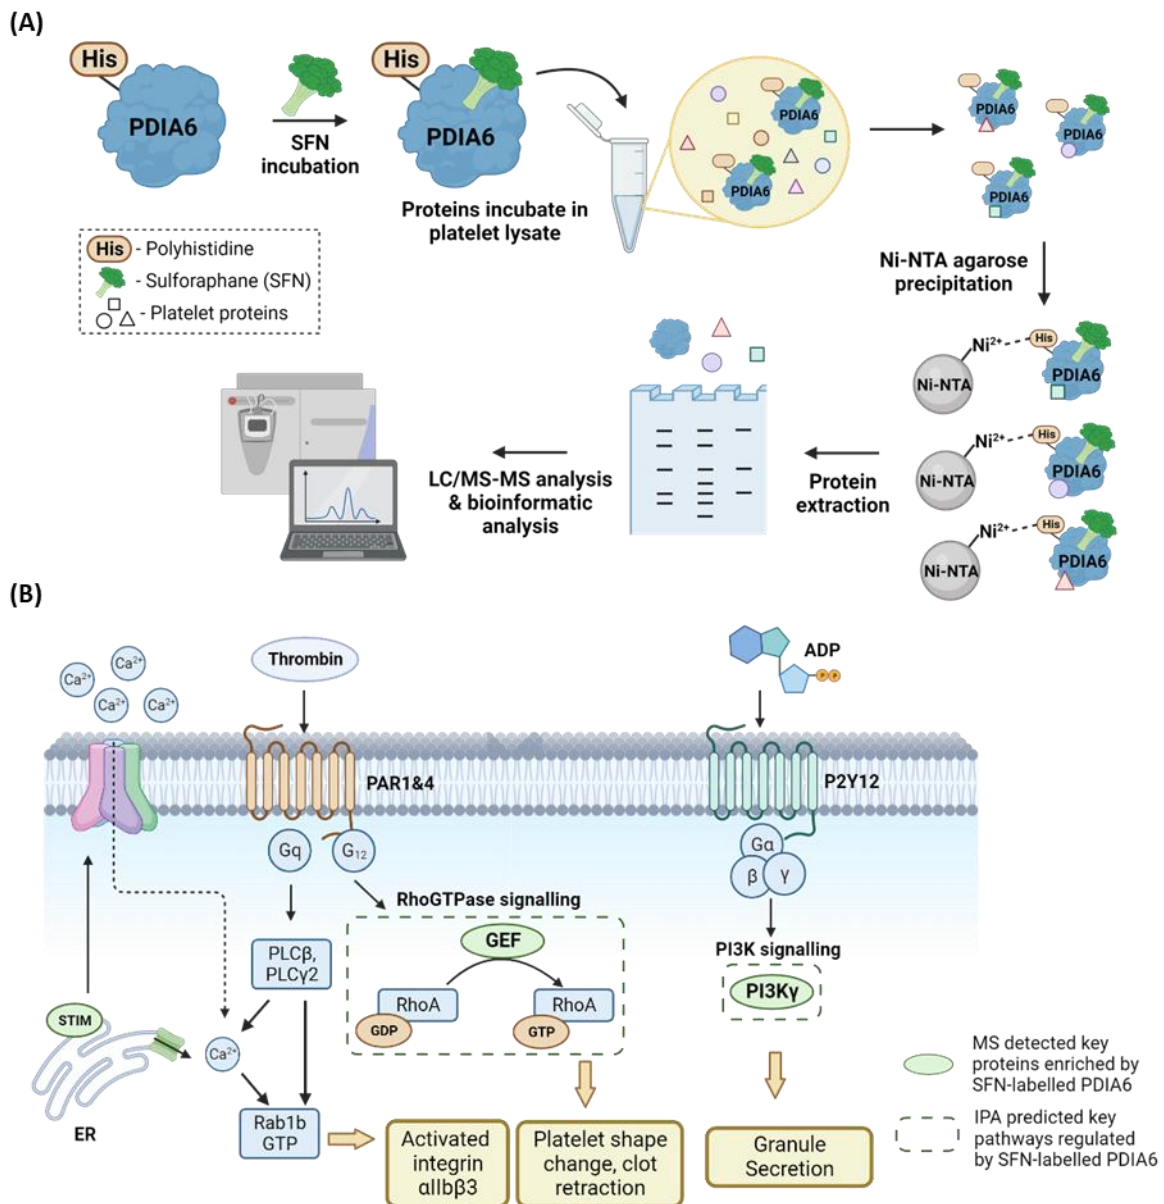 (A)
His
PDIA6
SFN
incubation
His
PDIA6
Proteins incubate in
platelet lysate
PDIA6
PDIA6
PDIA6
PDIA6
PDIA6
His - Polyhistidine
- Sulforaphane (SFN)
- Platelet proteins
Ni-NTA agarose
precipitation
Ni²⁺
His
Ni-NTA
PDIA6
Ni²⁺
His
Ni-NTA
PDIA6
Ni²⁺
His
Ni-NTA
PDIA6
Protein
extraction
LC/MS-MS analysis
& bioinformatic
analysis
(B)
Ca²⁺
Ca²⁺
Ca²⁺
Ca²⁺
Thrombin
ADP
P P
PAR1&4
P2Y12
Gq
G₁₂
Gα
β
γ
RhoGTPase signalling
GEF
RhoA
GDP
RhoA
GTP
PI3K signalling
PI3Kγ
PLCβ,
PLCγ2
STIM
Ca²⁺
ER
Rab1b
GTP
Activated
integrin
αIIbβ3
Platelet shape
change, clot
retraction
Granule
Secretion
MS detected key
proteins enriched by
SFN-labelled PDIA6
IPA predicted key
pathways regulated
by SFN-labelled PDIA6